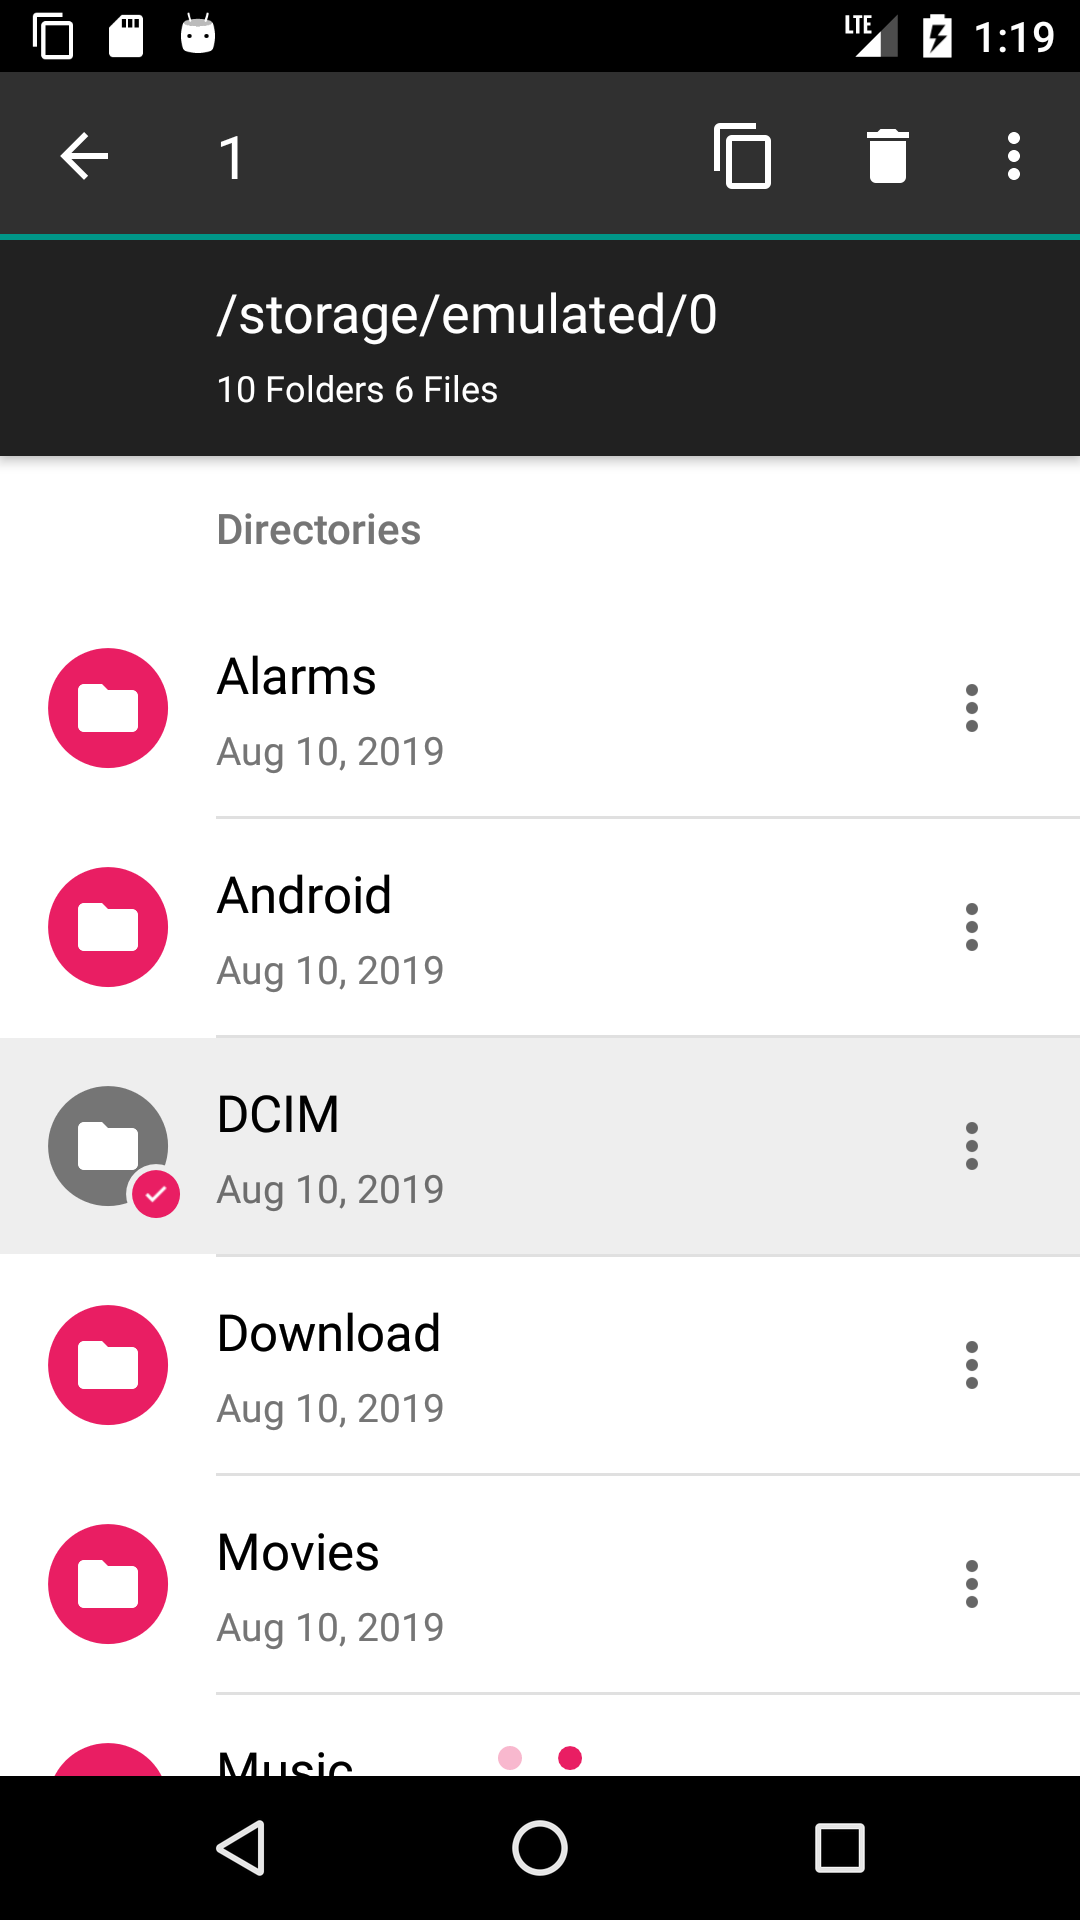 LTE 1:19
1
/storage/emulated/0
10 Folders 6 Files
Directories
Alarms
Aug 10, 2019
Android
Aug 10, 2019
DCIM
Aug 10, 2019
Download
Aug 10, 2019
Movies
Aug 10, 2019
Music